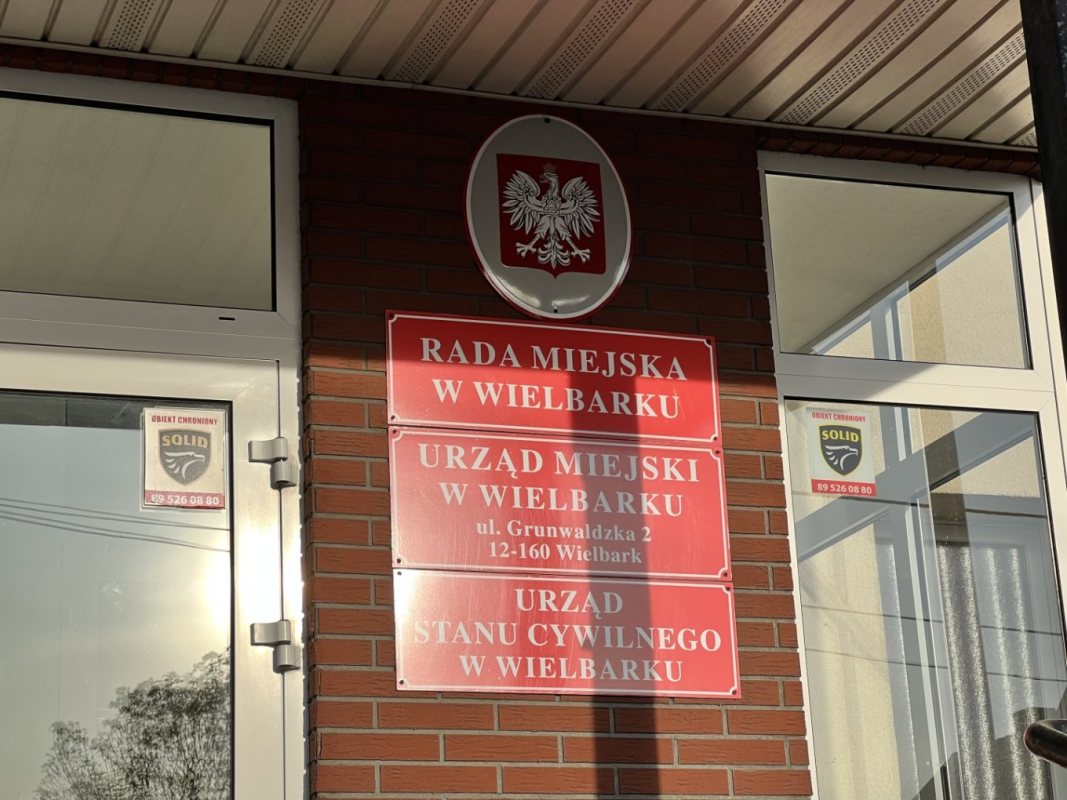 RADA MIEJSKA
W WIELBARKU
URZĄD MIEJSKI
W WIELBARKU
ul. Grunwaldzka 2
12-160 Wielbark
URZĄD
STANU CYWILNEGO
W WIELBARKU
OBIEKT CHRONIONY
SOLID
89 526 08 80
OBIEKT CHRONIONY
SOLID
89 526 08 80